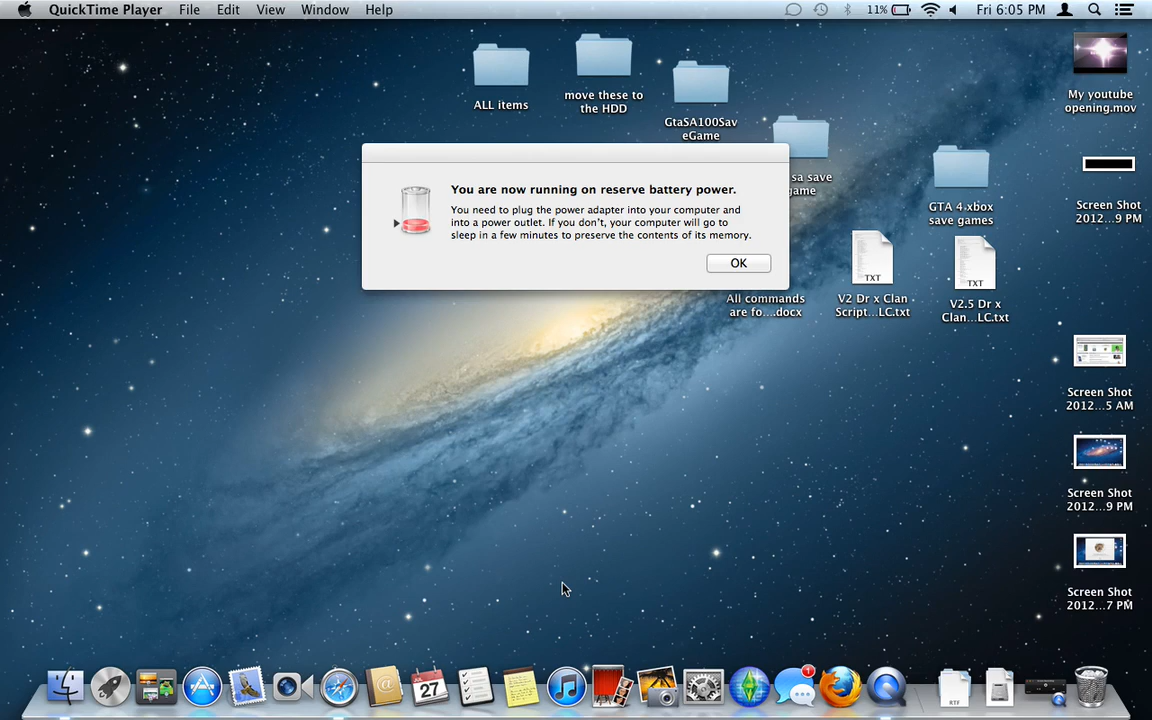 QuickTime Player File Edit View Window Help 11% Fri 6:05 PM
ALL items
move these to
the HDD
GtaSA100Sav
eGame
sa save
game
GTA 4 xbox
save games
My youtube
opening.mov
Screen Shot
2012...9 PM
You are now running on reserve battery power.
You need to plug the power adapter into your computer and
into a power outlet. If you don't, your computer will go to
sleep in a few minutes to preserve the contents of its memory.
OK
All commands
are fo....docx
TXT
V2 Dr x Clan
Script...LC.txt
TXT
V2.5 Dr x
Clan...LC.txt
Screen Shot
2012...5 AM
Screen Shot
2012...9 PM
Screen Shot
2012...7 PM
JUL
27
1
RTF